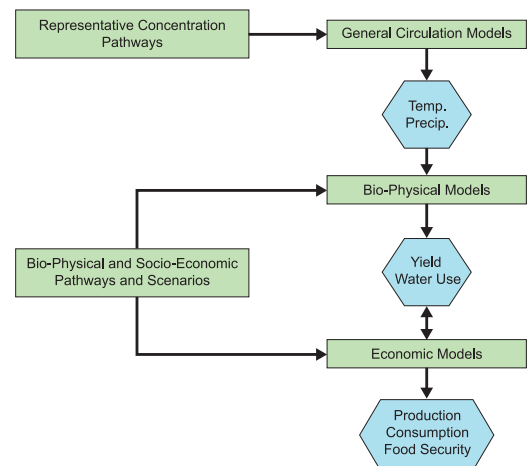 Representative Concentration
Pathways
General Circulation Models
Temp.
Precip.
Bio-Physical Models
Bio-Physical and Socio-Economic
Pathways and Scenarios
Yield
Water Use
Economic Models
Production
Consumption
Food Security